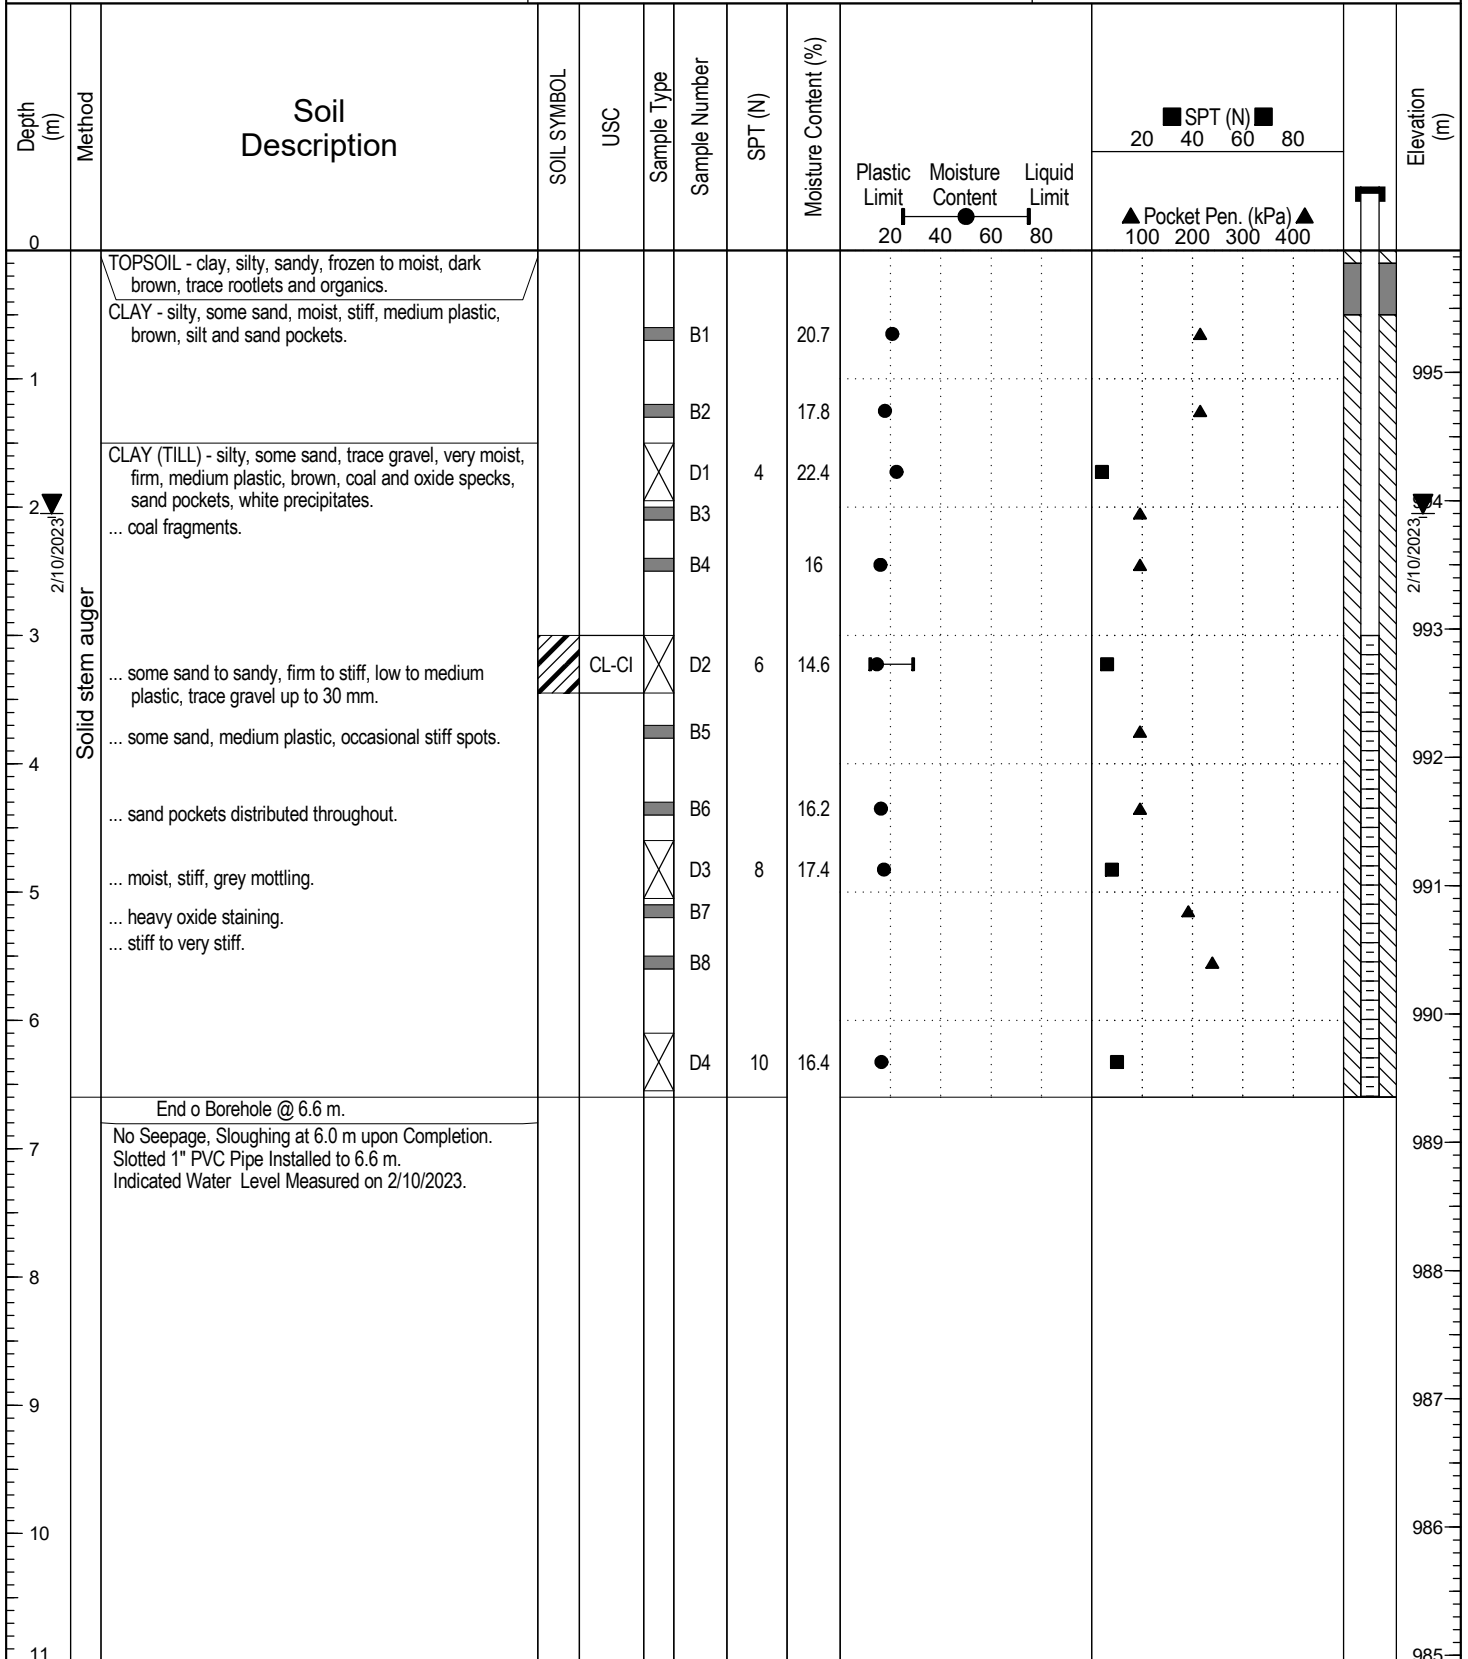 Depth
(m)
Method
Soil
Description
SOIL SYMBOL
USC
Sample Type
Sample Number
SPT (N)
Moisture Content (%)
Plastic Moisture Liquid
Limit Content Limit
20 40 60 80
■ SPT (N) ■
20 40 60 80
▲ Pocket Pen. (kPa) ▲
100 200 300 400
Elevation
(m)
0
Solid stem auger
TOPSOIL - clay, silty, sandy, frozen to moist, dark
brown, trace rootlets and organics.
CLAY - silty, some sand, moist, stiff, medium plastic,
brown, silt and sand pockets.
B1 20.7
1
995
B2 17.8
CLAY (TILL) - silty, some sand, trace gravel, very moist,
firm, medium plastic, brown, coal and oxide specks,
sand pockets, white precipitates.
D1 4 22.4
2
994
2/10/2023
2/10/2023
B3
... coal fragments.
B4 16
3
993
... some sand to sandy, firm to stiff, low to medium
plastic, trace gravel up to 30 mm.
CL-CI D2 6 14.6
... some sand, medium plastic, occasional stiff spots.
B5
4
992
... sand pockets distributed throughout.
B6 16.2
... moist, stiff, grey mottling.
D3 8 17.4
5
991
... heavy oxide staining.
B7
... stiff to very stiff.
B8
6
990
D4 10 16.4
End o Borehole @ 6.6 m.
No Seepage, Sloughing at 6.0 m upon Completion.
7
989
Slotted 1" PVC Pipe Installed to 6.6 m.
Indicated Water Level Measured on 2/10/2023.
8
988
9
987
10
986
11
985